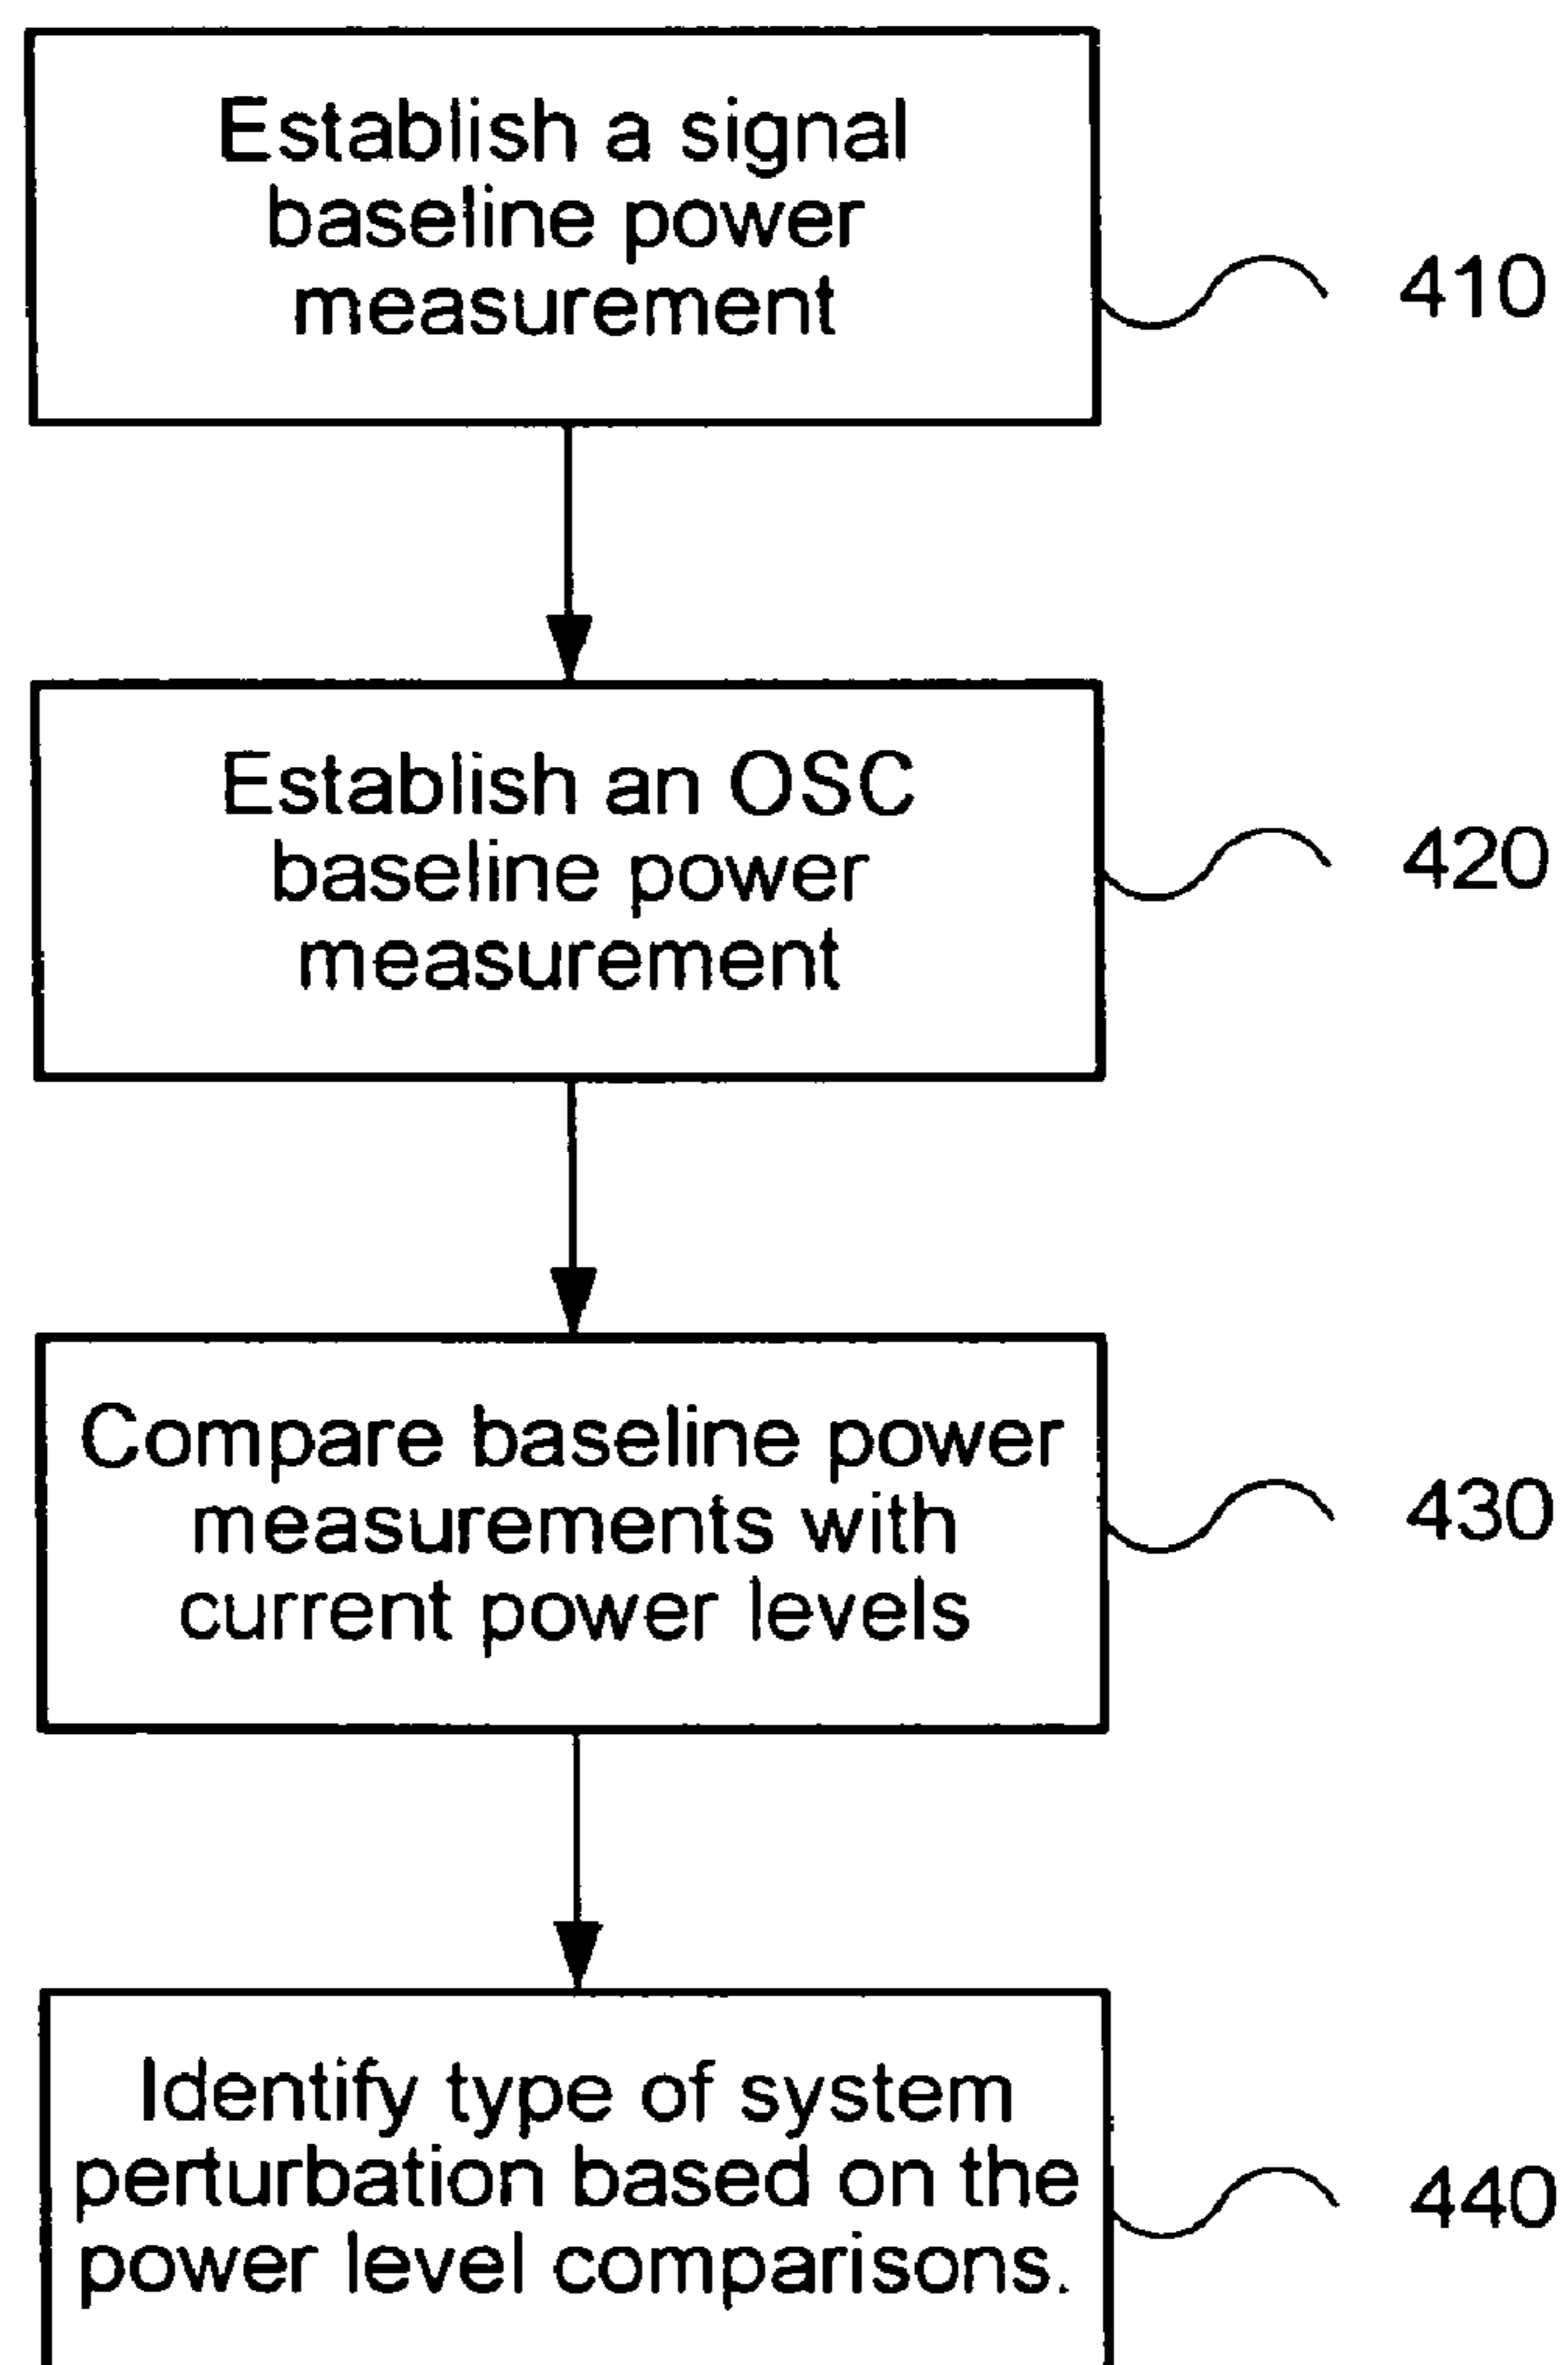 Establish a signal
baseline power
measurement
410
Establish an OSC
baseline power
measurement
420
Compare baseline power
measurements with
current power levels
430
Identify type of system
perturbation based on the
power level comparisons.
440